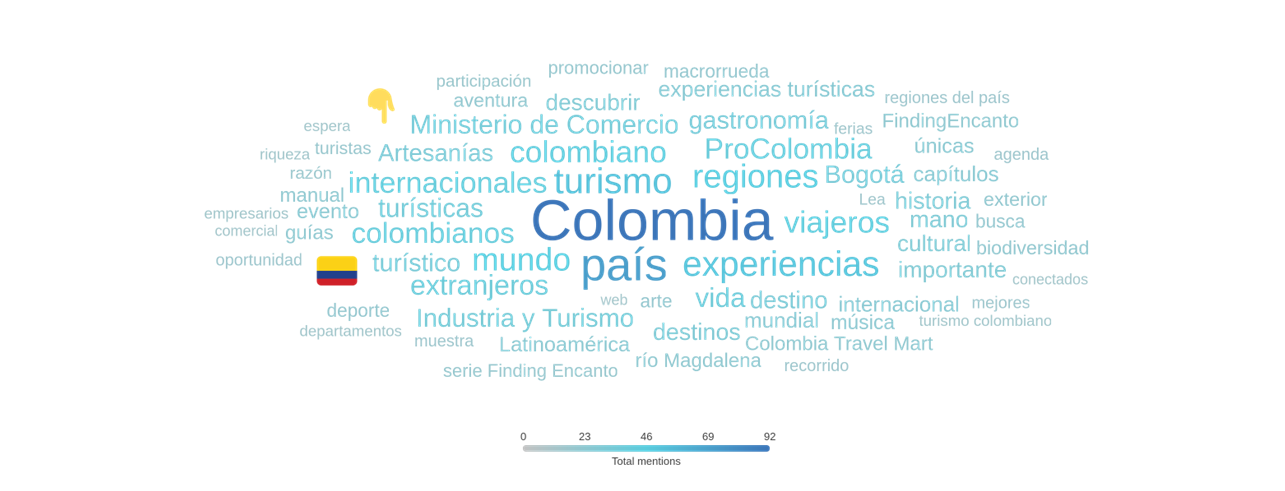 promocionar macrorrueda
participación experiencias turísticas
aventura descubrir regiones del país
Ministerio de Comercio gastronomía ferias FindingEncanto
espera
riqueza turistas Artesanías colombiano ProColombia únicas agenda
razón internacionales turismo regiones Bogotá capítulos
manual Lea historia exterior
empresarios evento turísticas Colombia viajeros mano busca
comercial guías colombianos cultural biodiversidad
oportunidad turístico mundo país experiencias importante conectados
extranjeros
web arte vida destino internacional mejores
deporte Industria y Turismo mundial música turismo colombiano
departamentos muestra Latinoamérica destinos Colombia Travel Mart
serie Finding Encanto río Magdalena recorrido
0 23 46 69 92
Total mentions